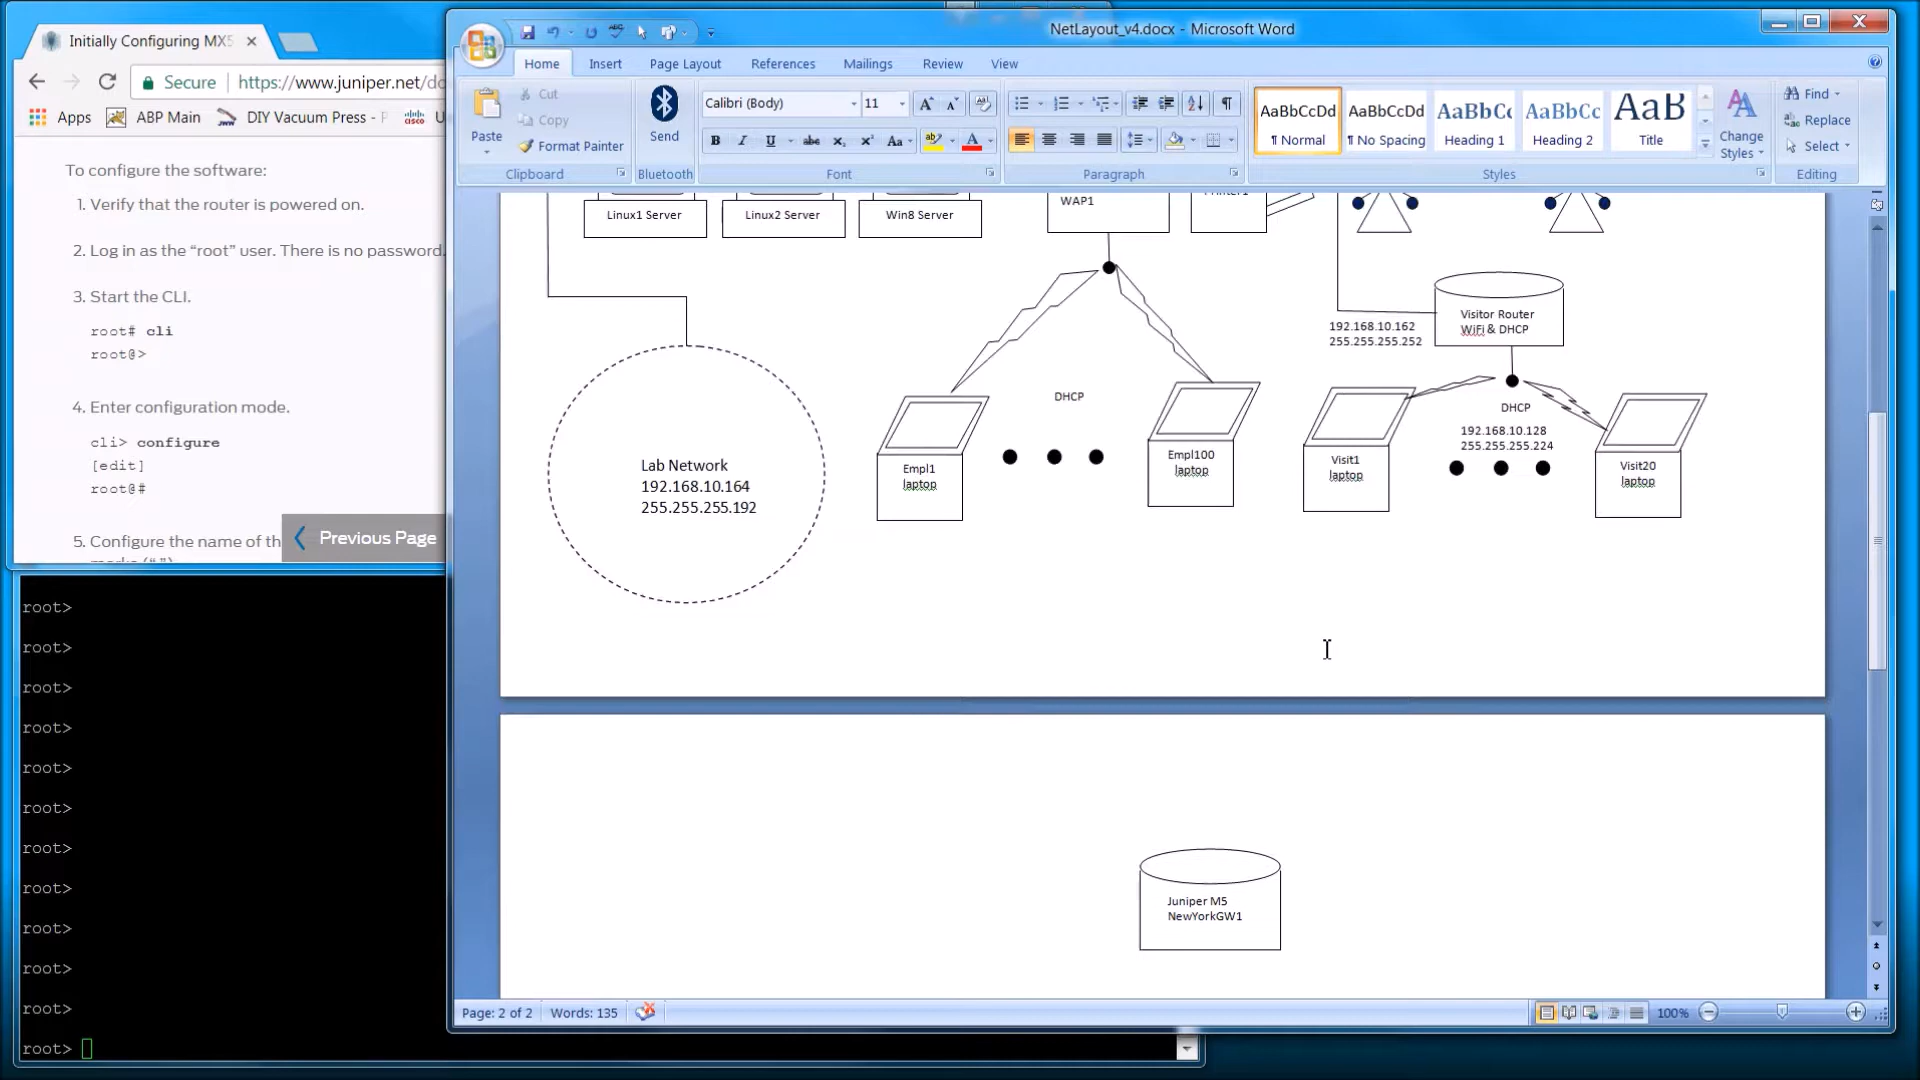 Initially Configuring MX5
Secure https://www.juniper.net/do
Apps ABP Main DIY Vacuum Press - F cisco U
To configure the software:
1. Verify that the router is powered on.
2. Log in as the “root” user. There is no password.
3. Start the CLI.
root# cli
root@>
4. Enter configuration mode.
cli> configure
[edit]
root@#
5. Configure the name of th
Previous Page
root>
root>
root>
root>
root>
root>
root>
root>
root>
root>
root>
root>
NetLayout_v4.docx - Microsoft Word
Home Insert Page Layout References Mailings Review View
Paste
Cut
Copy
Format Painter
Clipboard
Send
Bluetooth
Calibri (Body) 11
Font
Paragraph
AaBbCcDd AaBbCcDd AaBbCc AaBbCc AaB
¶ Normal ¶ No Spacing Heading 1 Heading 2 Title
Change
Styles
Styles
Find
Replace
Select
Editing
Linux1 Server
Linux2 Server
Win8 Server
WAP1
Printer1
Visitor Router
WiFi & DHCP
192.168.10.162
255.255.255.252
Lab Network
192.168.10.164
255.255.255.192
DHCP
Empl1
laptop
Empl100
laptop
DHCP
192.168.10.128
255.255.255.224
Visit1
laptop
Visit20
laptop
Juniper M5
NewYorkGW1
Page: 2 of 2 Words: 135
100%